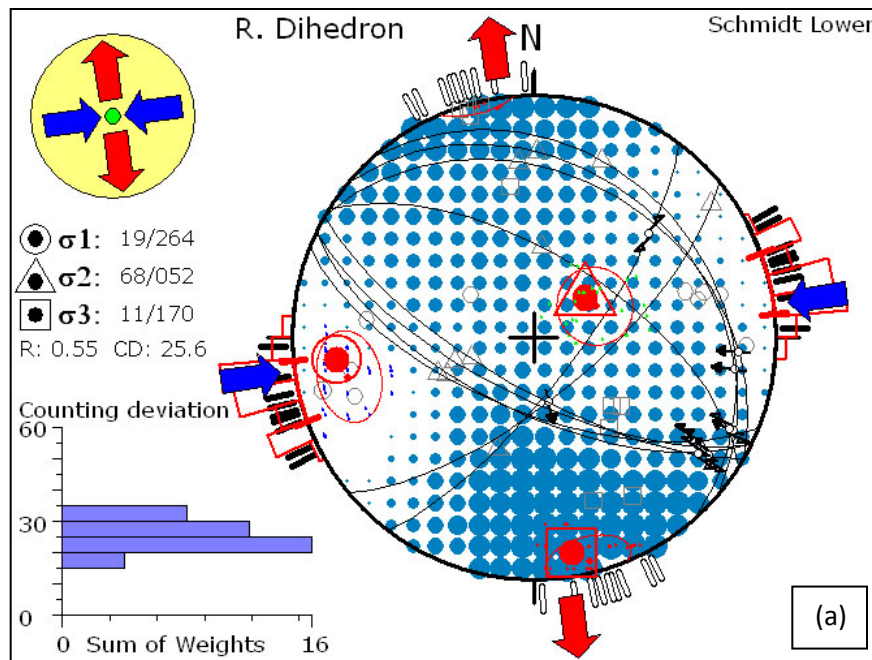 R. Dihedron
N
Schmidt Lower
σ1: 19/264
σ2: 68/052
σ3: 11/170
R: 0.55 CD: 25.6
Counting deviation
60
30
0
0 Sum of Weights 16
(a)